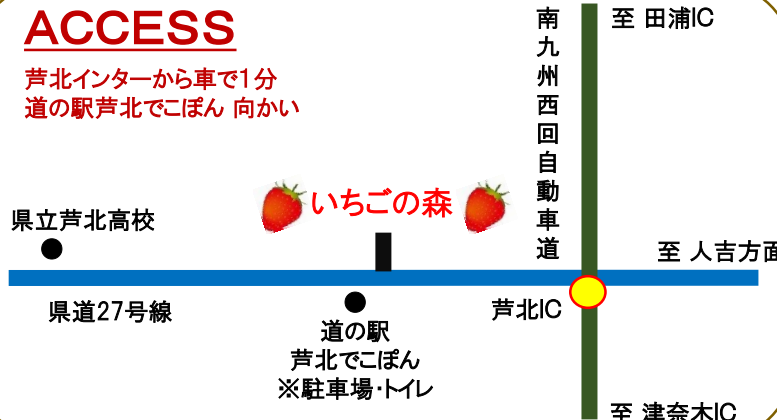 ACCESS
芦北インターから車で1分
道の駅芦北でこぽん 向かい
南九州西回自動車道
至 田浦IC
いちごの森
県立芦北高校
至 人吉方面
県道27号線
芦北IC
道の駅
芦北でこぽん
※駐車場・トイレ
至 津奈木IC